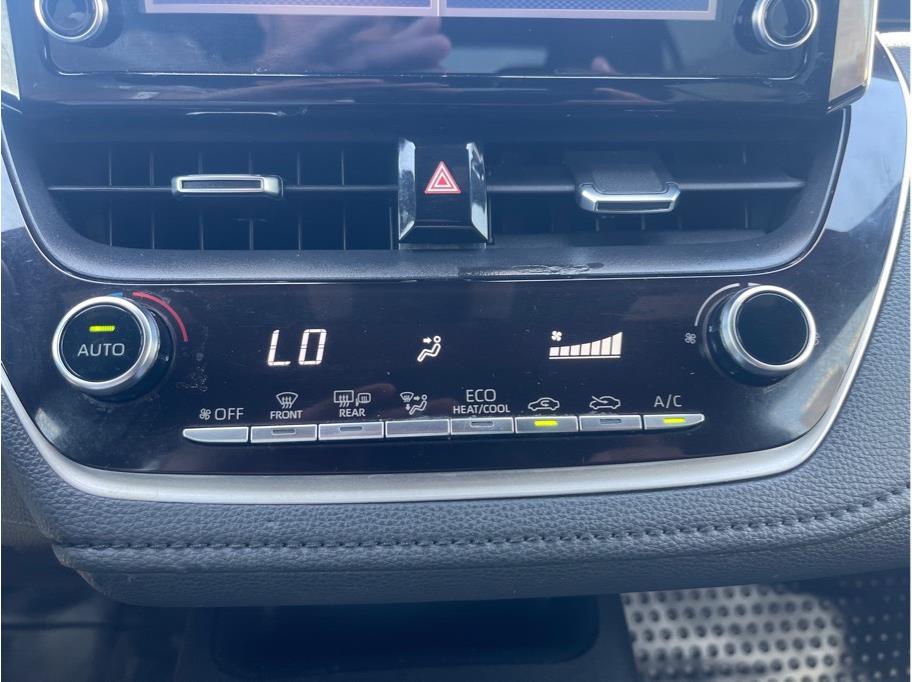 AUTO
LO
OFF
FRONT
REAR
ECO
HEAT/COOL
A/C